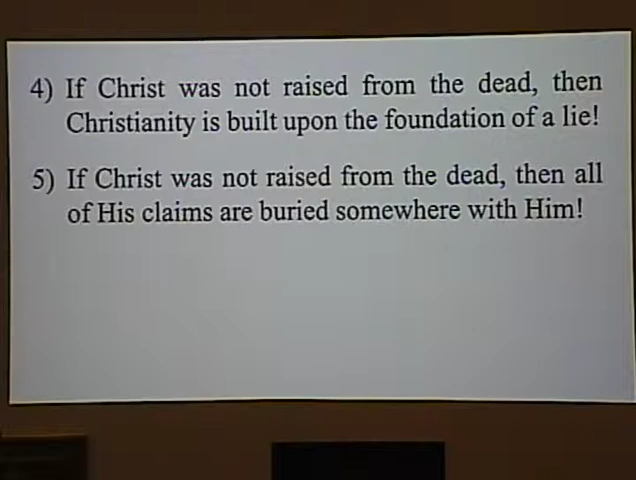 4) If Christ was not raised from the dead, then
Christianity is built upon the foundation of a lie!
5) If Christ was not raised from the dead, then all
of His claims are buried somewhere with Him!